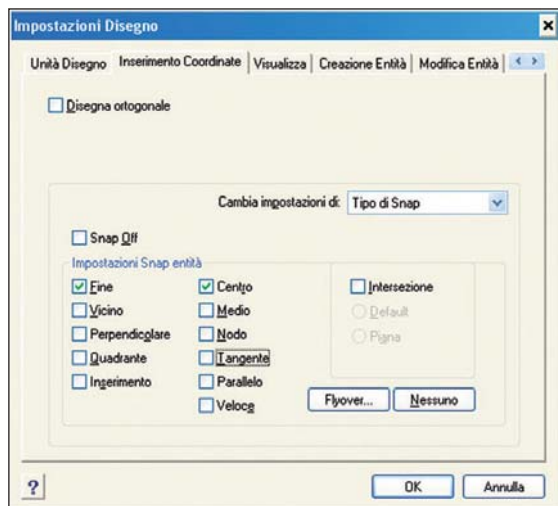 Impostazioni Disegno
Unità Disegno Inserimento Coordinate Visualizza Creazione Entità Modifica Entità
Disegna ortogonale
Cambia impostazioni di: Tipo di Snap
Snap Off
Impostazioni Snap entità
Fine Centro Intersezione
Vicino Medio Default
Perpendicolare Nodo Piana
Quadrante Tangente
Inserimento Parallelo
Veloce Flyover... Nessuno
? OK Annulla